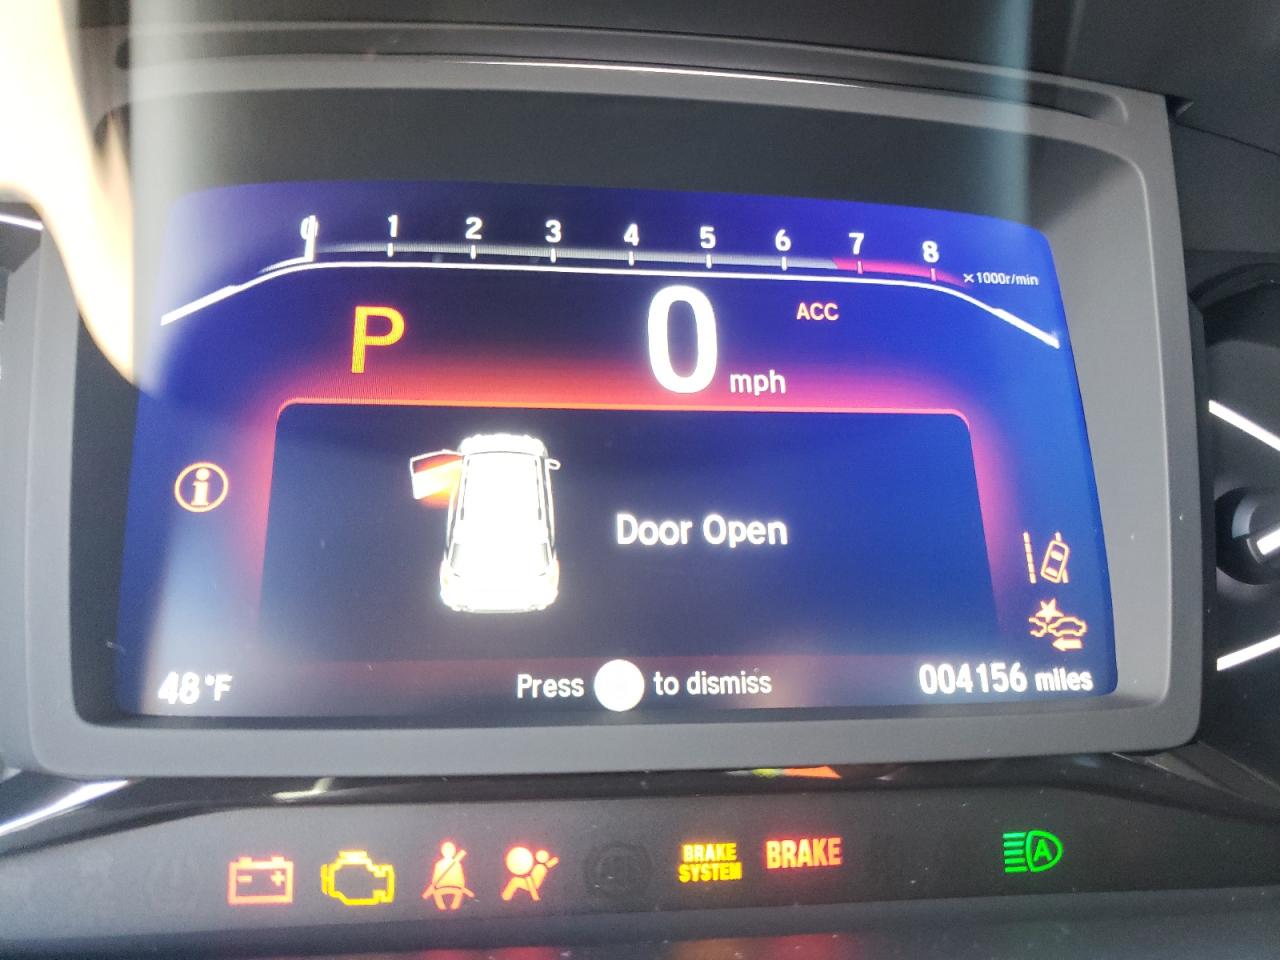 0 1 2 3 4 5 6 7 8
×1000r/min
P 0 mph ACC
i
Door Open
48°F
Press to dismiss
004156 miles
BRAKE
SYSTEM
BRAKE
A